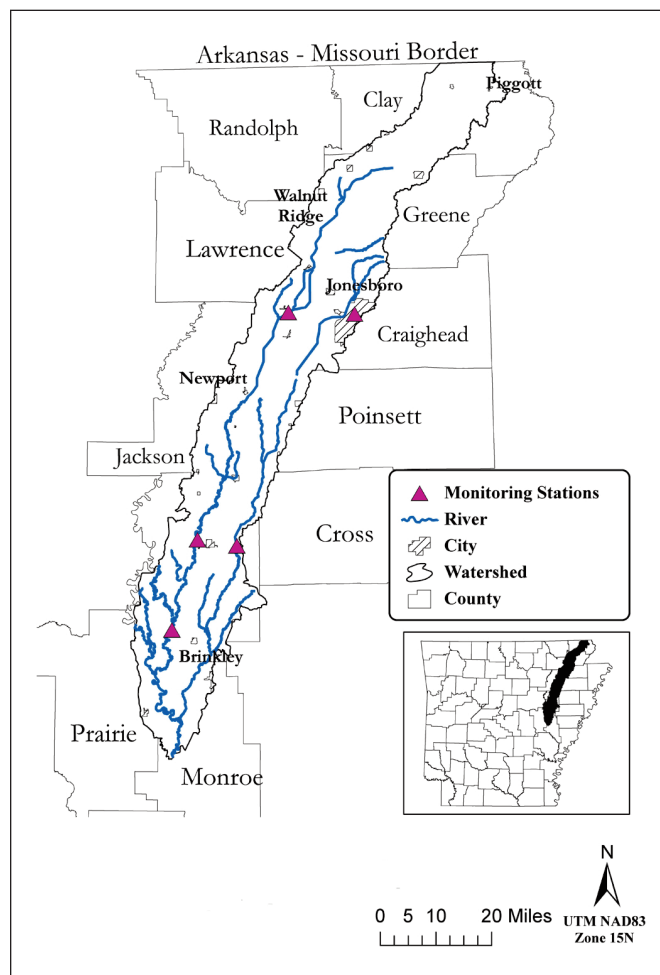 Arkansas - Missouri Border
Piggott
Clay
Randolph
Walnut
Ridge
Greene
Lawrence
Jonesboro
Craighead
Newport
Poinsett
Jackson
Monitoring Stations
River
City
Watershed
County
Cross
Brinkley
Prairie
Monroe
N
0 5 10 20 Miles
UTM NAD83
Zone 15N